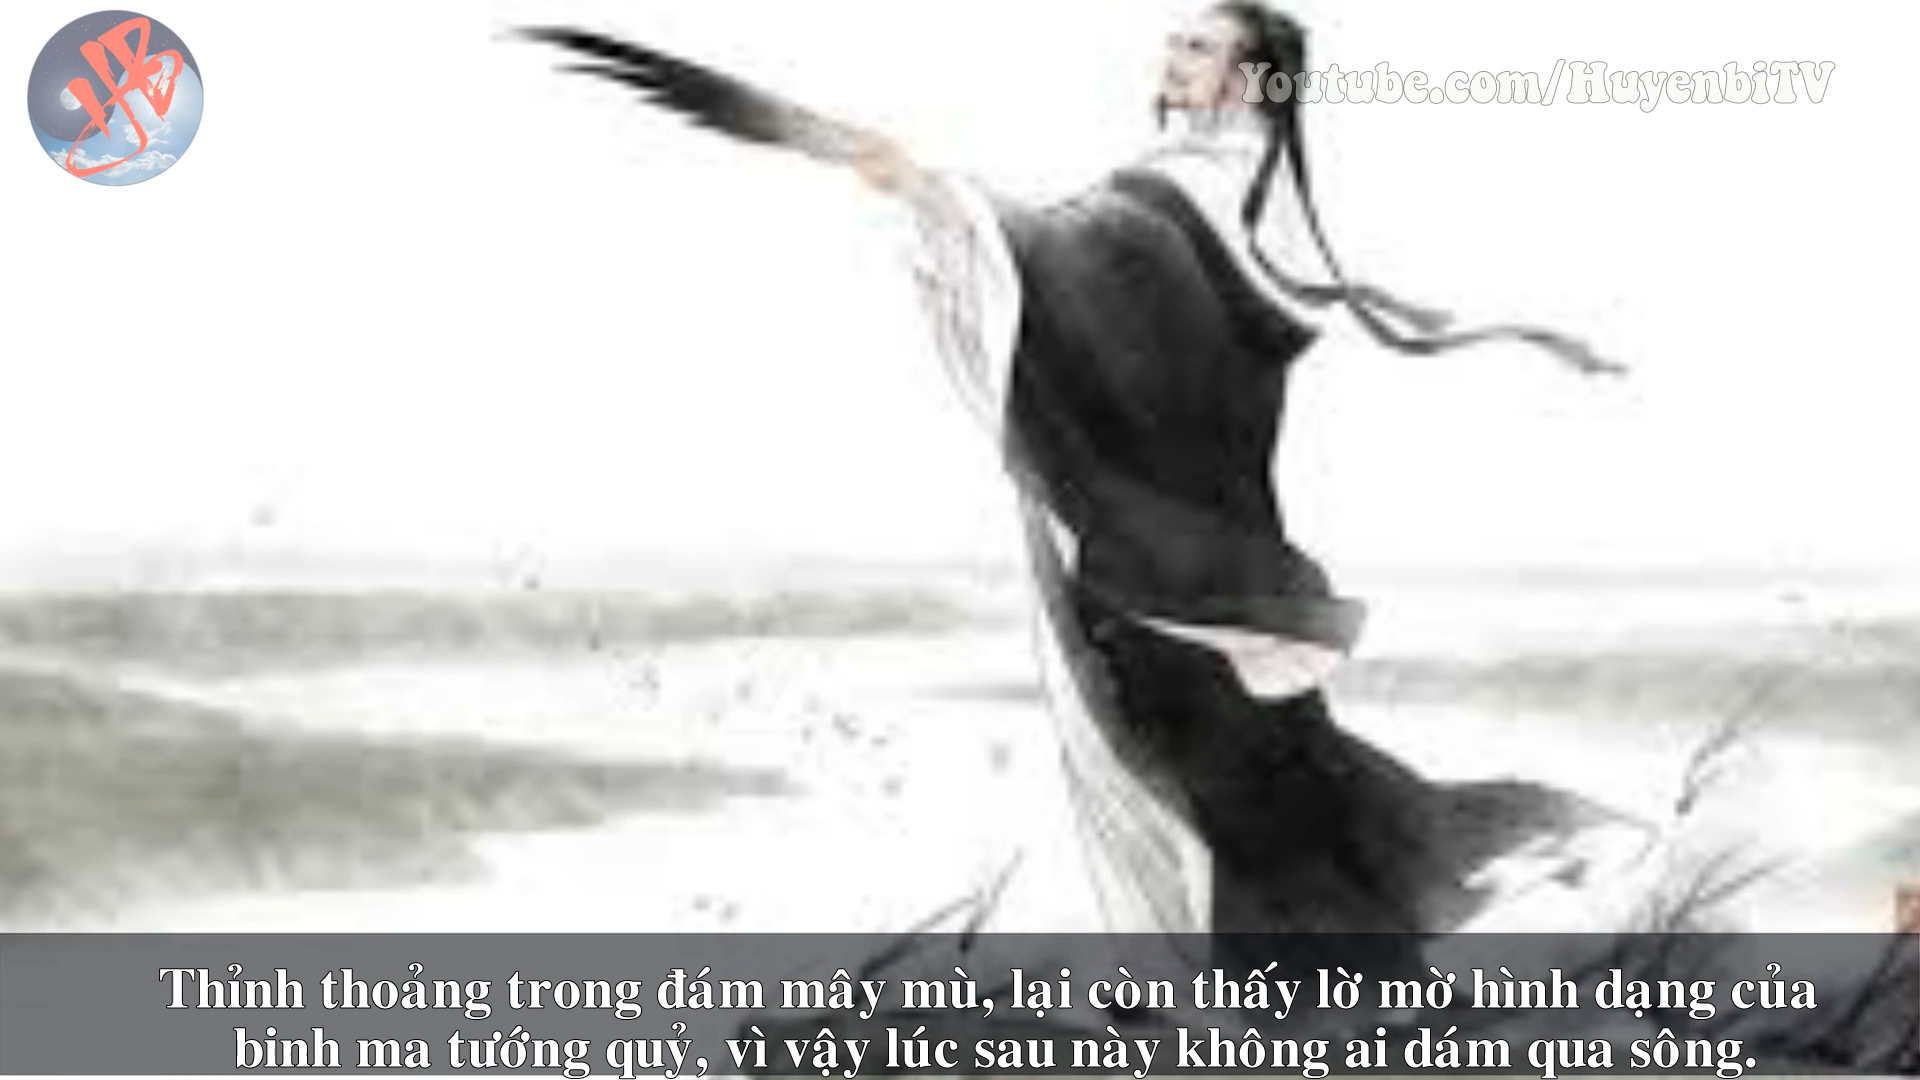 Youtube.com/HuyenbiTV
HB
Thỉnh thoảng trong đám mây mù, lại còn thấy lờ mờ hình dạng của
binh ma tướng quỷ, vì vậy lúc sau này không ai dám qua sông.